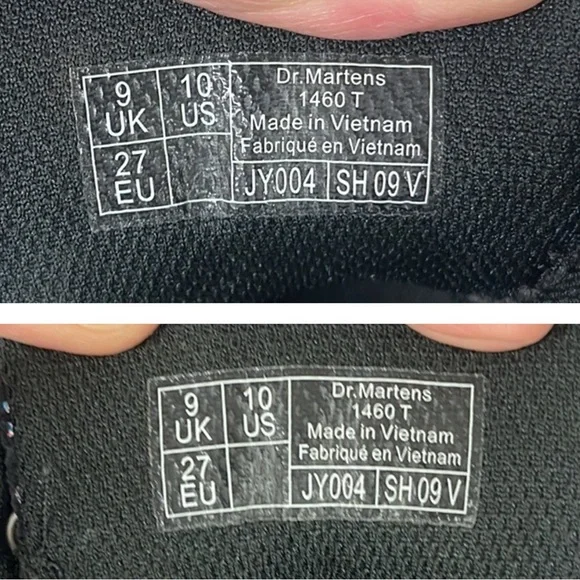 9 UK
10 US
27 EU
Dr.Martens
1460 T
Made in Vietnam
Fabriqué en Vietnam
JY004 SH 09 V
9 UK
10 US
27 EU
Dr.Martens
1460 T
Made in Vietnam
Fabriqué en Vietnam
JY004 SH 09 V